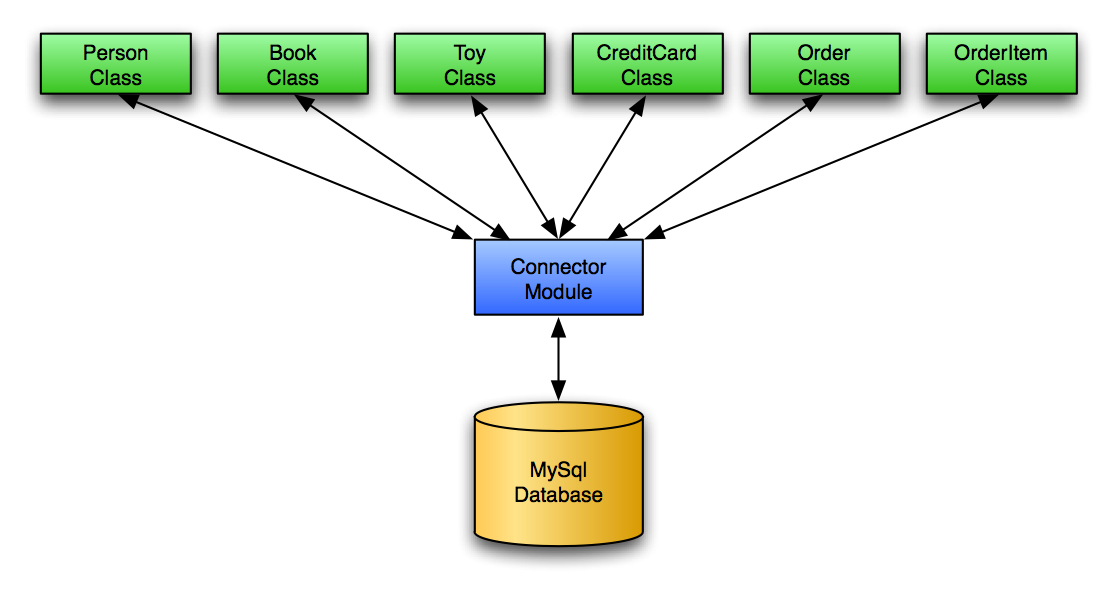 Person
Class
Book
Class
Toy
Class
CreditCard
Class
Order
Class
OrderItem
Class
Connector
Module
MySql
Database